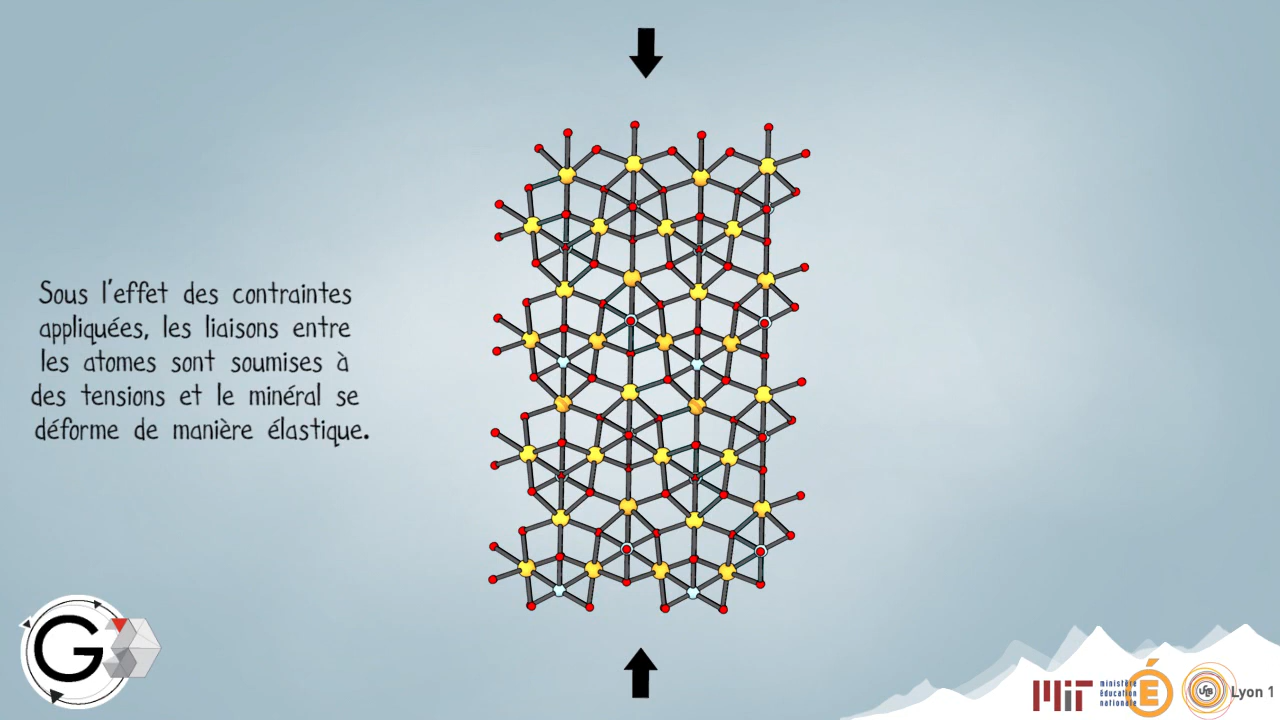 Sous l'effet des contraintes
appliquées, les liaisons entre
les atomes sont soumises à
des tensions et le minéral se
déforme de manière élastique.
G
MIT
ministère
éducation
nationale
É
Lyon 1